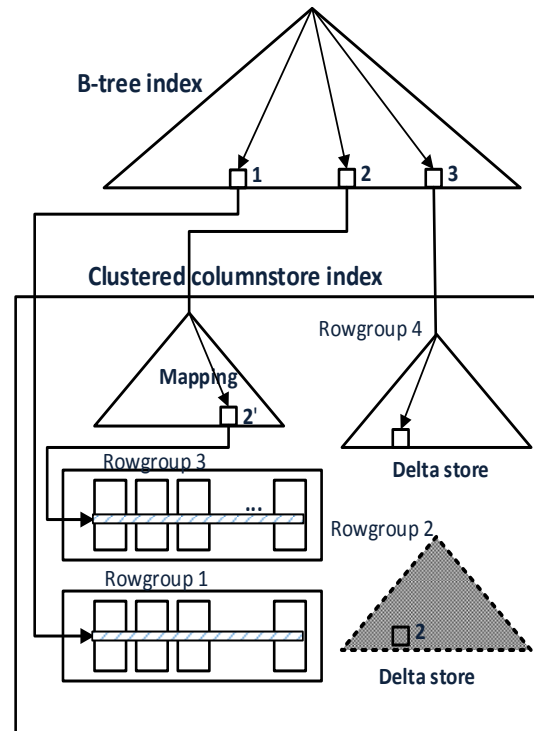 B-tree index
1
2
3
Clustered columnstore index
Rowgroup 4
Mapping
2'
Delta store
Rowgroup 3
...
Rowgroup 2
Rowgroup 1
2
Delta store